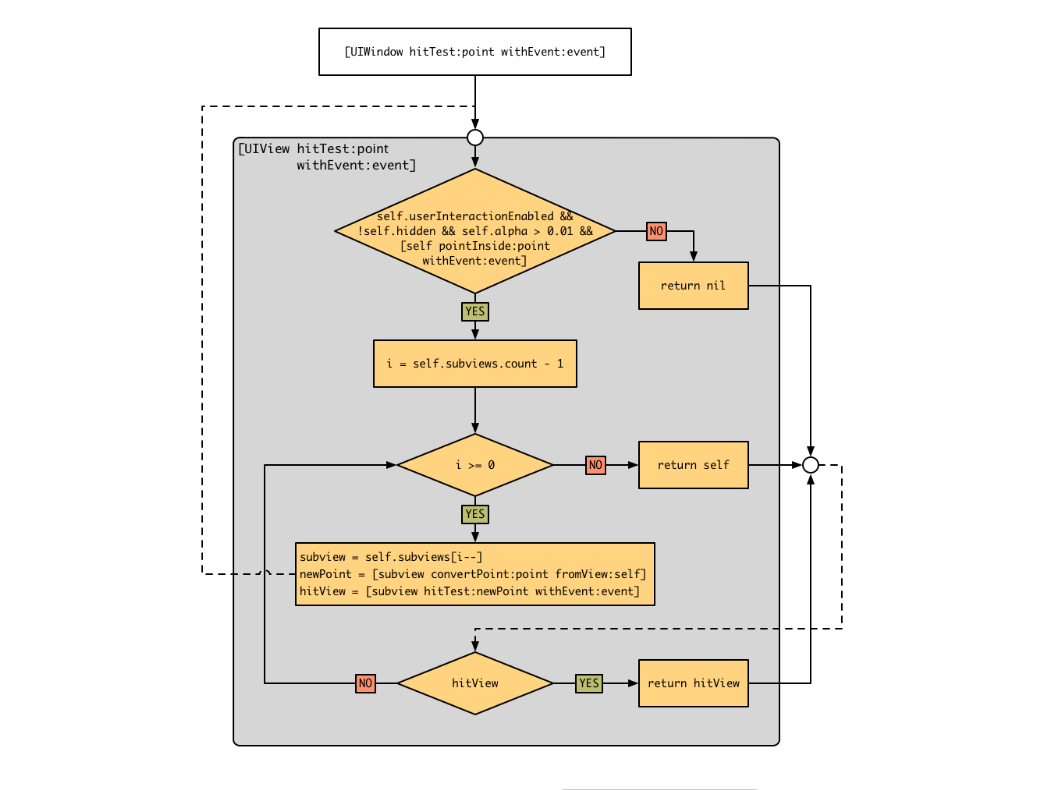 [UIWindow hitTest:point withEvent:event]
[UIView hitTest:point
withEvent:event]
self.userInteractionEnabled &&
!self.hidden && self.alpha > 0.01 &&
[self pointInside:point
withEvent:event]
NO
return nil
YES
i = self.subviews.count - 1
i >= 0
NO
return self
YES
subview = self.subviews[i--]
newPoint = [subview convertPoint:point fromView:self]
hitView = [subview hitTest:newPoint withEvent:event]
NO
hitView
YES
return hitView